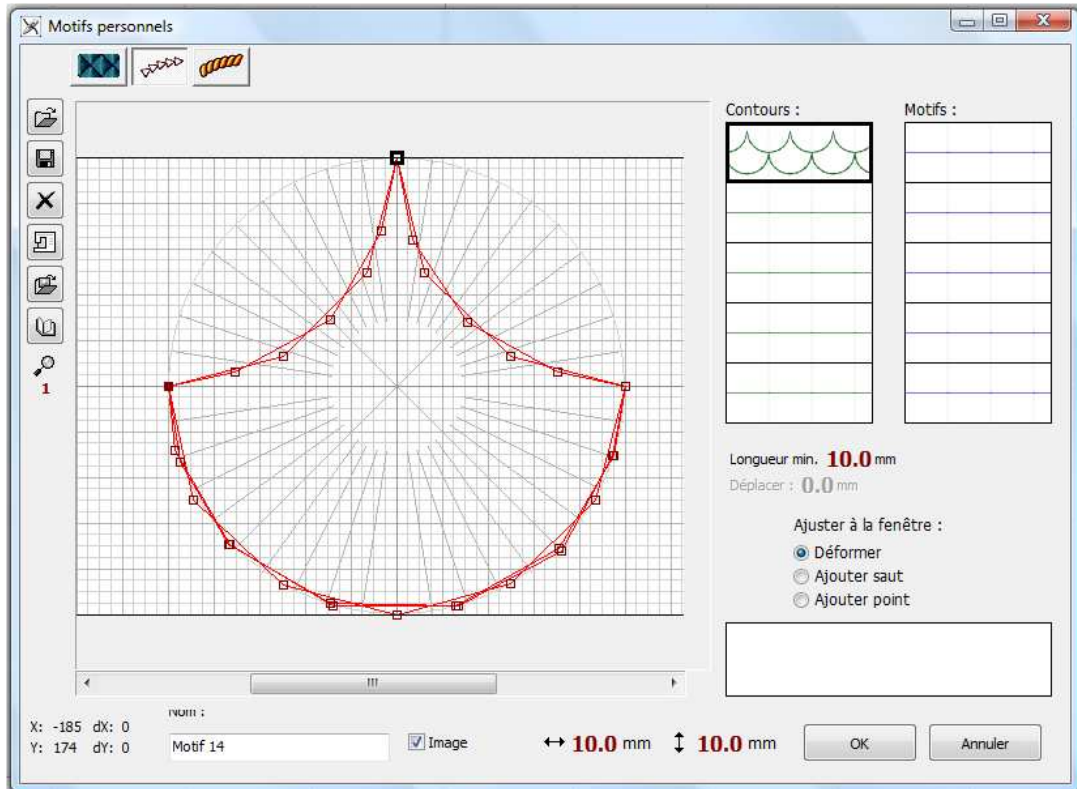 Motifs personnels
Contours :
Motifs :
1
Longueur min. 10.0 mm
Déplacer : 0.0 mm
Ajuster à la fenêtre :
Déformer
Ajouter saut
Ajouter point
X: -185 dX: 0
Y: 174 dY: 0
Nom :
Motif 14
Image
10.0 mm
10.0 mm
OK
Annuler